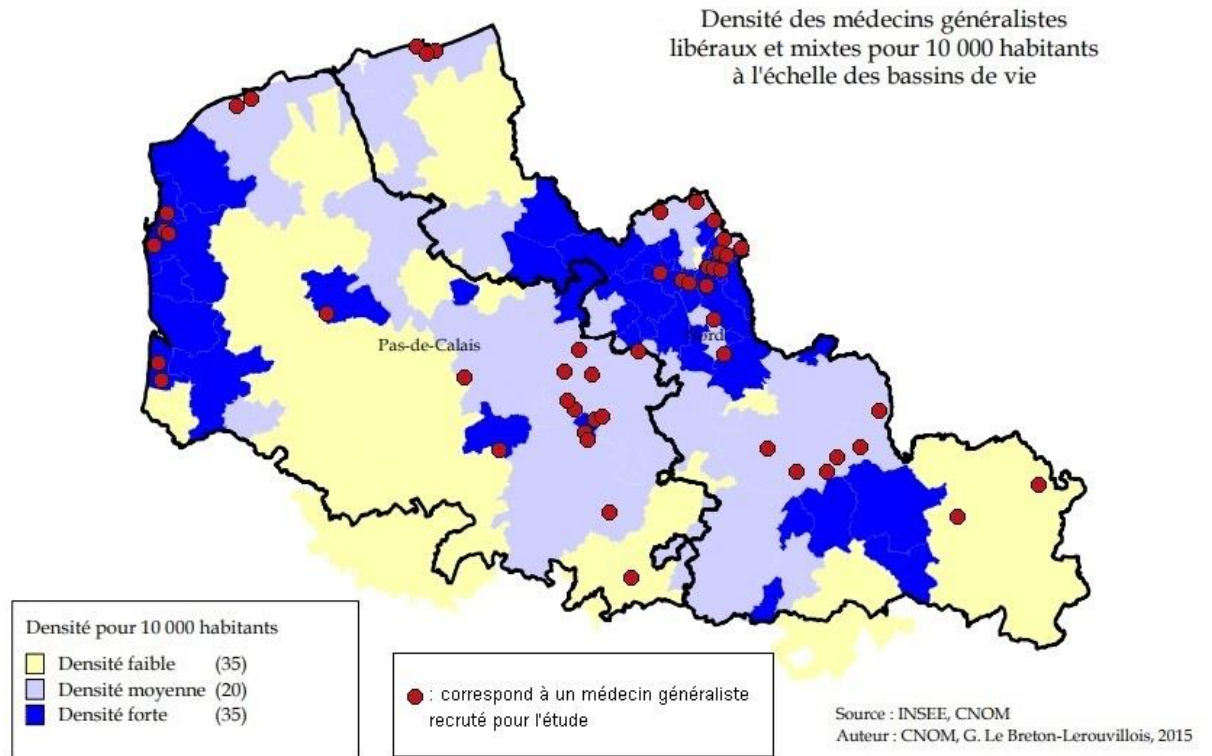 Densité des médecins généralistes
libéraux et mixtes pour 10 000 habitants
à l'échelle des bassins de vie
Nord
Pas-de-Calais
Densité pour 10 000 habitants
Densité faible (35)
Densité moyenne (20)
Densité forte (35)
: correspond à un médecin généraliste
recruté pour l'étude
Source : INSEE, CNOM
Auteur : CNOM, G. Le Breton-Lerouvillois, 2015